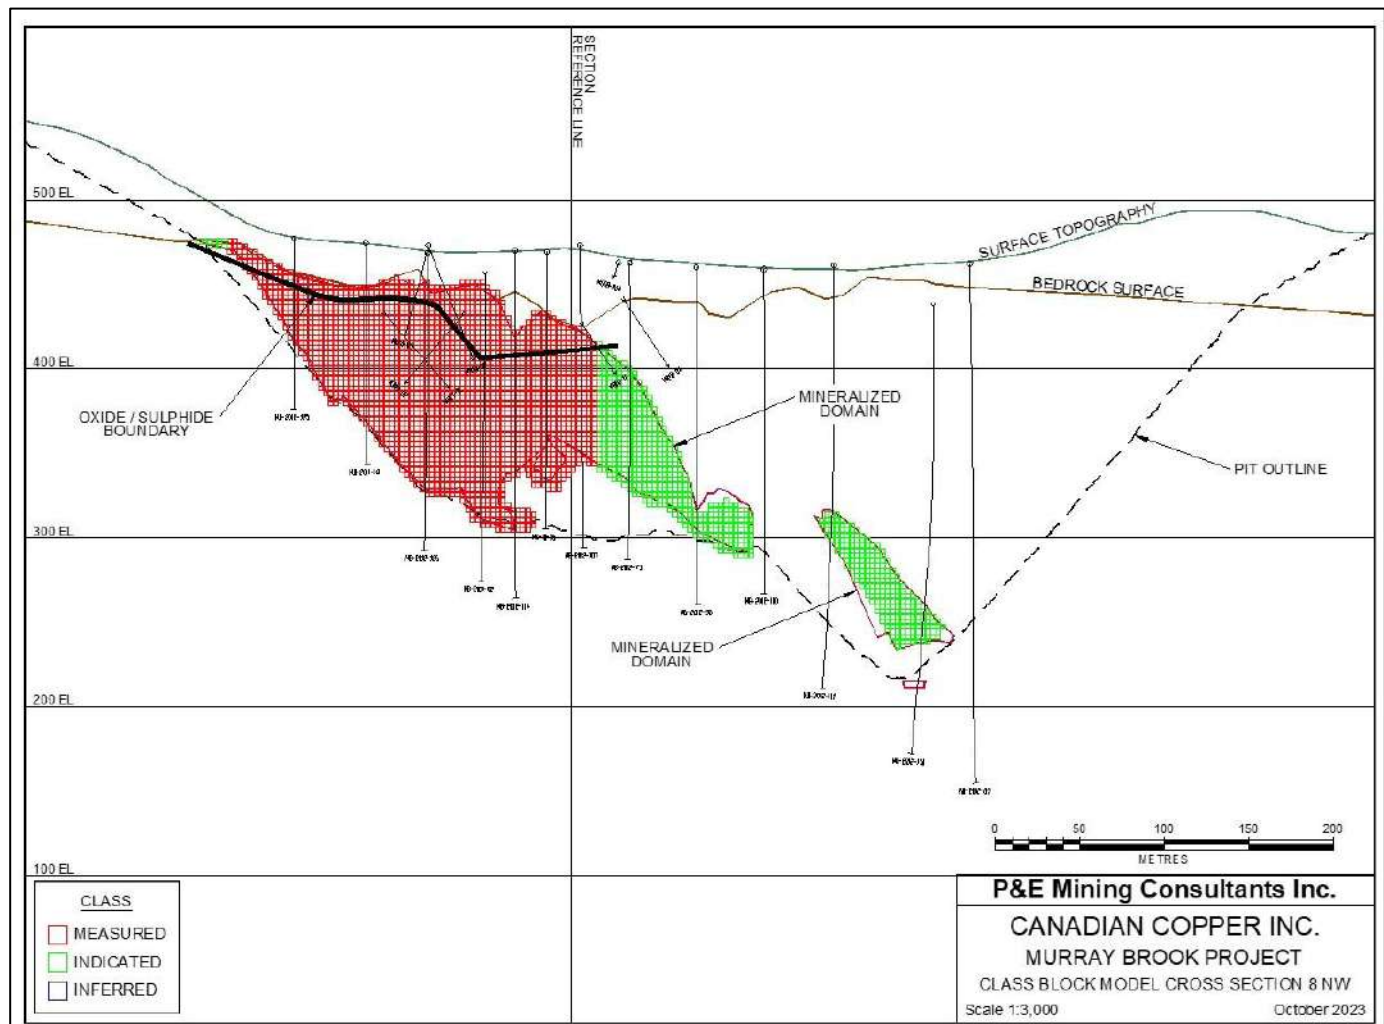 SECTION
REFERENCE LINE
500 EL
SURFACE TOPOGRAPHY
BEDROCK SURFACE
400 EL
MINERALIZED
DOMAIN
OXIDE / SULPHIDE
BOUNDARY
PIT OUTLINE
300 EL
MINERALIZED
DOMAIN
200 EL
0 50 100 150 200
METRES
100 EL
CLASS
MEASURED
INDICATED
INFERRED
P&E Mining Consultants Inc.
CANADIAN COPPER INC.
MURRAY BROOK PROJECT
CLASS BLOCK MODEL CROSS SECTION 8 NW
Scale 1:3,000 October 2023